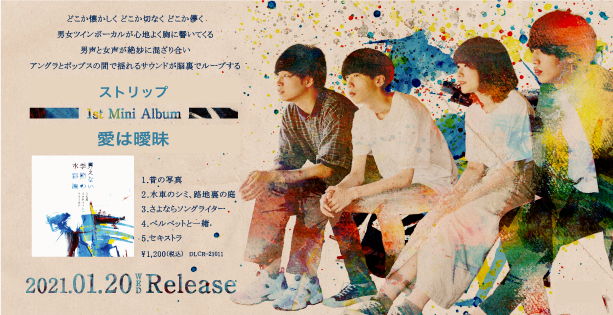 どこか懐かしく どこか切なく どこか儚く
男女ツインボーカルが心地よく胸に響いてくる
男声と女声が絶妙に混ざり合い
アングラとポップスの間で揺れるサウンドが脳裏でループする
ストリップ
1st Mini Album
愛は曖昧
1.昔の写真
2.水車のシミ、路地裏の庭
3.さよならソングライター
4.ベルベットと一緒。
5.セキストラ
¥1,200(税込) DLCR-21011
2021.01.20 WED Release